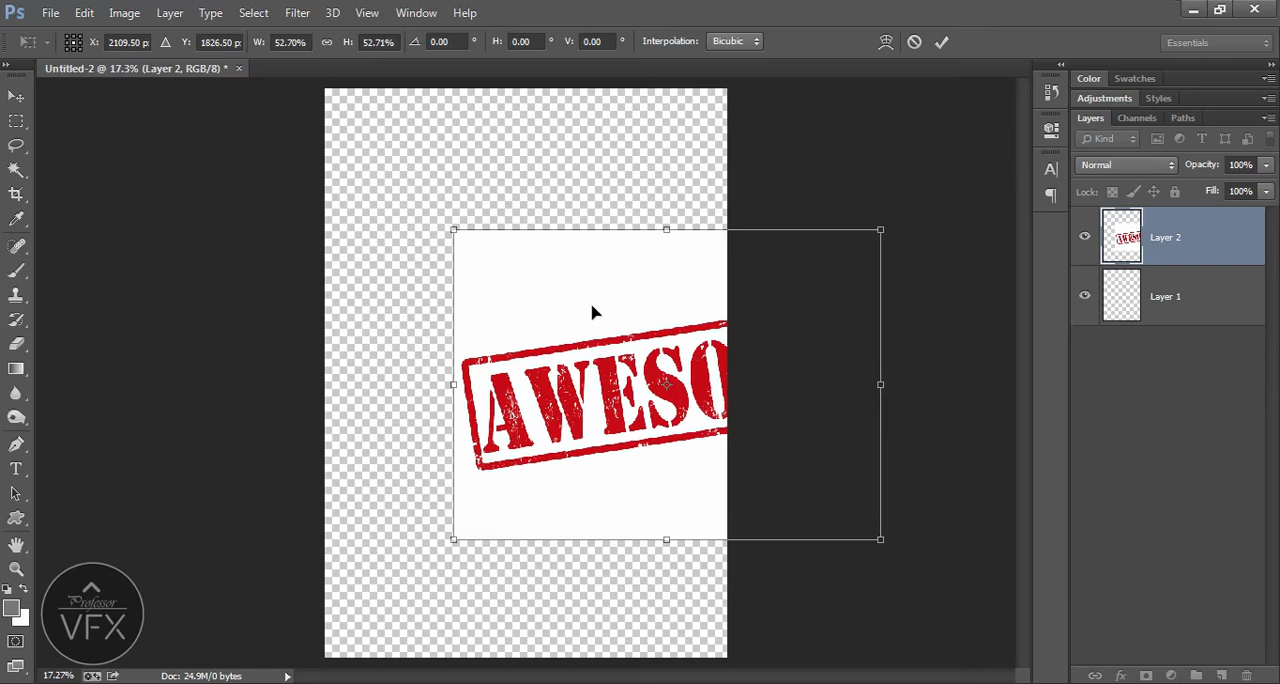 Ps File Edit Image Layer Type Select Filter 3D View Window Help
X: 2109.50 p Y: 1826.50 p W: 52.70% H: 52.71% 0.00 ° H: 0.00 ° V: 0.00 ° Interpolation: Bicubic Essentials
Untitled-2 @ 17.3% (Layer 2, RGB/8) * ×
Color Swatches
Adjustments Styles
Layers Channels Paths
Kind
Normal Opacity: 100%
Lock: Fill: 100%
Layer 2
Layer 1
AWESO
Professor
VFX
17.27% Doc: 24.9M/0 bytes